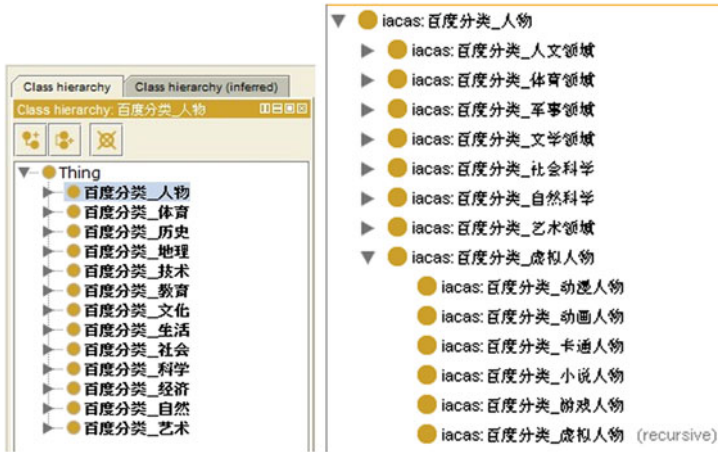 Class hierarchy
Class hierarchy (inferred)
Class hierarchy: 百度分类_人物
Thing
百度分类_人物
百度分类_体育
百度分类_历史
百度分类_地理
百度分类_技术
百度分类_教育
百度分类_文化
百度分类_生活
百度分类_社会
百度分类_科学
百度分类_经济
百度分类_自然
百度分类_艺术
iacas:百度分类_人物
iacas:百度分类_人文领域
iacas:百度分类_体育领域
iacas:百度分类_军事领域
iacas:百度分类_文学领域
iacas:百度分类_社会科学
iacas:百度分类_自然科学
iacas:百度分类_艺术领域
iacas:百度分类_虚拟人物
iacas:百度分类_动漫人物
iacas:百度分类_动画人物
iacas:百度分类_卡通人物
iacas:百度分类_小说人物
iacas:百度分类_游戏人物
iacas:百度分类_虚拟人物 (recursive)